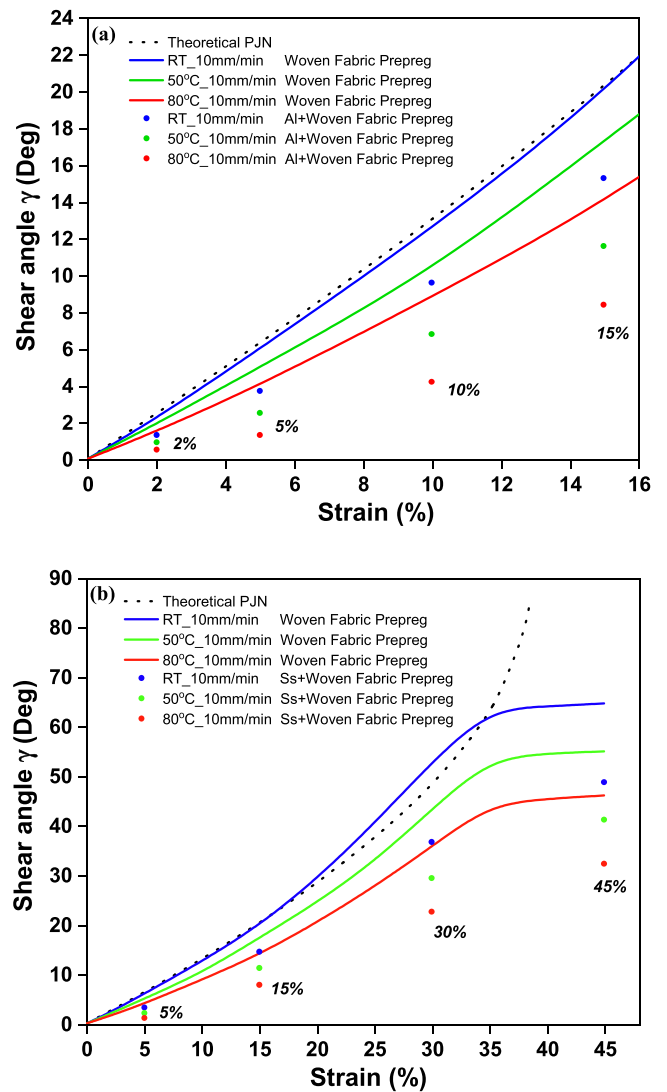 (a)
Theoretical PJN
RT_10mm/min Woven Fabric Prepreg
50°C_10mm/min Woven Fabric Prepreg
80°C_10mm/min Woven Fabric Prepreg
RT_10mm/min Al+Woven Fabric Prepreg
50°C_10mm/min Al+Woven Fabric Prepreg
80°C_10mm/min Al+Woven Fabric Prepreg
24
22
20
18
16
14
12
10
8
6
4
2
0
Shear angle γ (Deg)
2%
5%
10%
15%
0 2 4 6 8 10 12 14 16
Strain (%)
(b)
Theoretical PJN
RT_10mm/min Woven Fabric Prepreg
50°C_10mm/min Woven Fabric Prepreg
80°C_10mm/min Woven Fabric Prepreg
RT_10mm/min Ss+Woven Fabric Prepreg
50°C_10mm/min Ss+Woven Fabric Prepreg
80°C_10mm/min Ss+Woven Fabric Prepreg
90
80
70
60
50
40
30
20
10
0
Shear angle γ (Deg)
5%
15%
30%
45%
0 5 10 15 20 25 30 35 40 45
Strain (%)